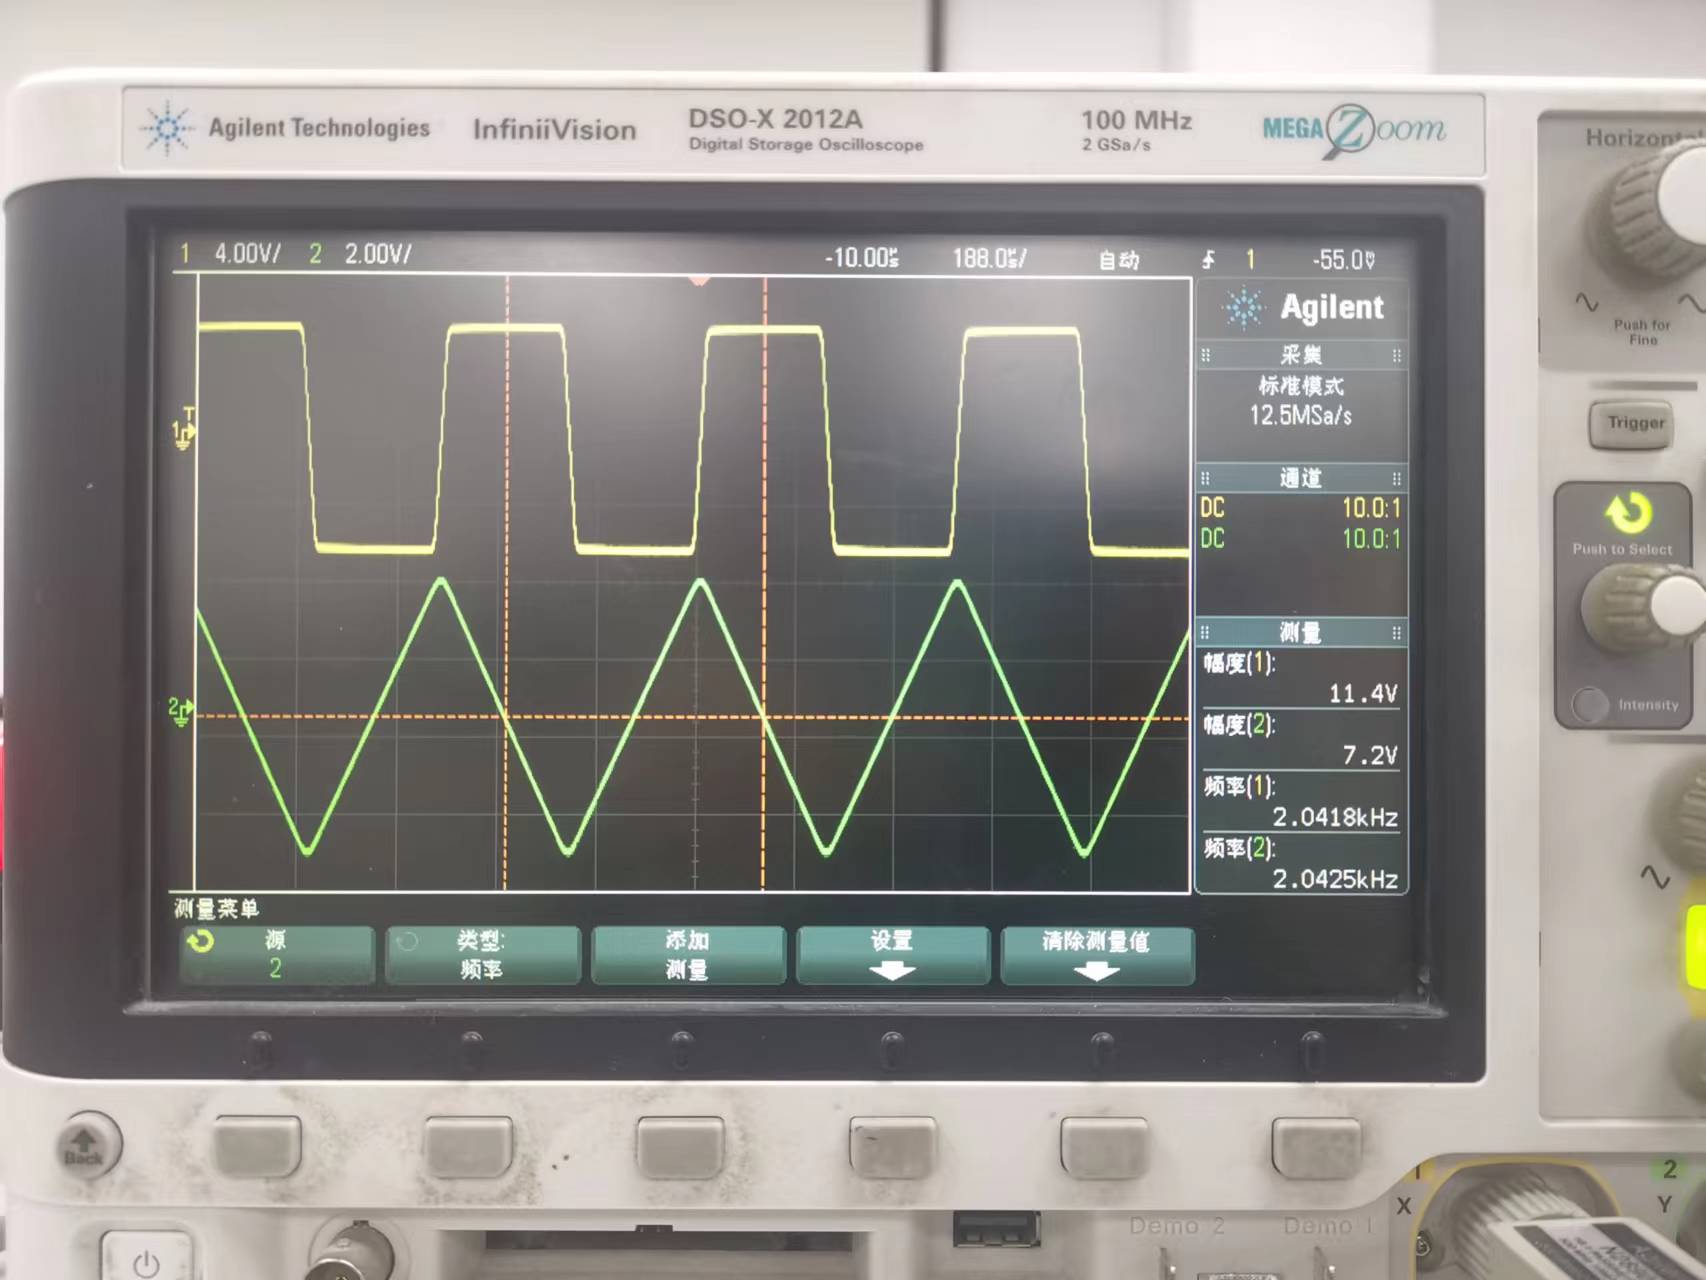 Agilent Technologies InfiniiVision DSO-X 2012A 100 MHz MEGA Zoom
Digital Storage Oscilloscope 2 GSa/s
Horizontal
1 4.00V/ 2 2.00V/ -10.00us 188.0us/ 自动 1 -55.0V
Agilent
采集
标准模式
12.5MSa/s
通道
DC 10.0:1
DC 10.0:1
测量
幅度(1):
11.4V
幅度(2):
7.2V
频率(1):
2.0418kHz
频率(2):
2.0425kHz
T
1
2
测量菜单
源
2
类型:
频率
添加
测量
设置
清除测量值
Push for
Fine
Trigger
Push to Select
Intensity
Back
Demo 2 Demo 1
1
X
2
Y